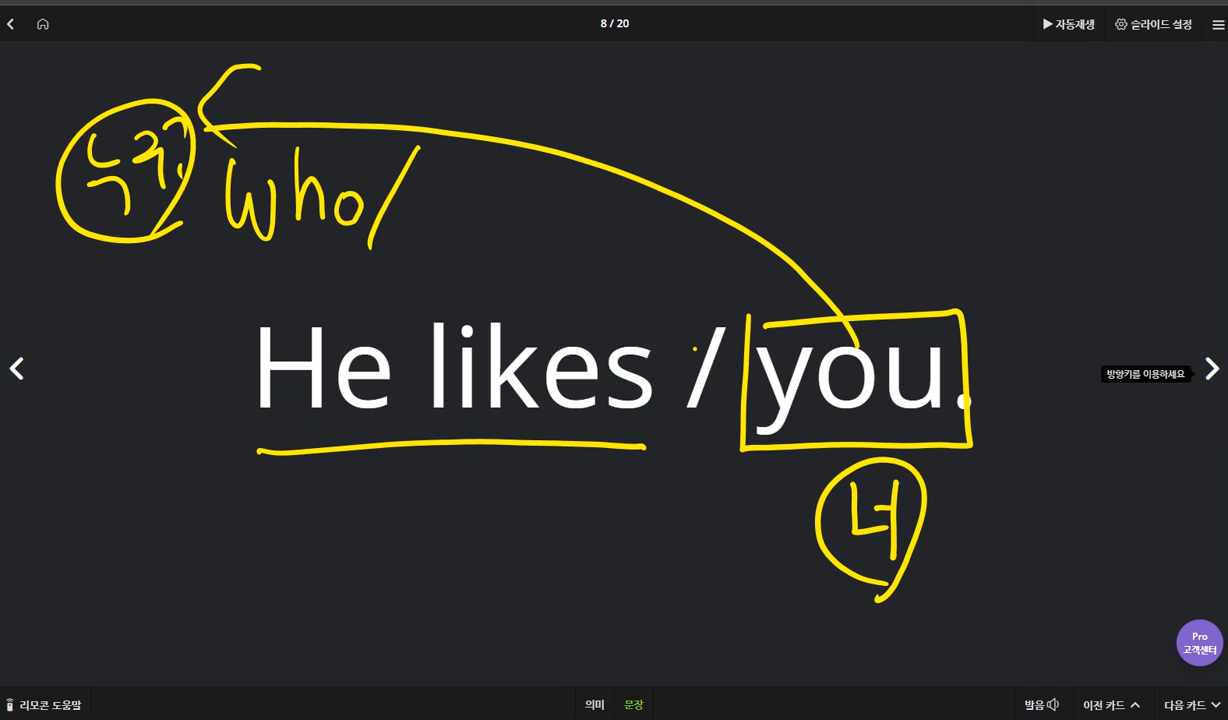 8 / 20
▶ 자동재생
슬라이드 설정
누구?
who/
He likes / you.
방향키를 이용하세요
너
Pro
고객센터
리모콘 도움말
의미 문장
발음
이전 카드
다음 카드